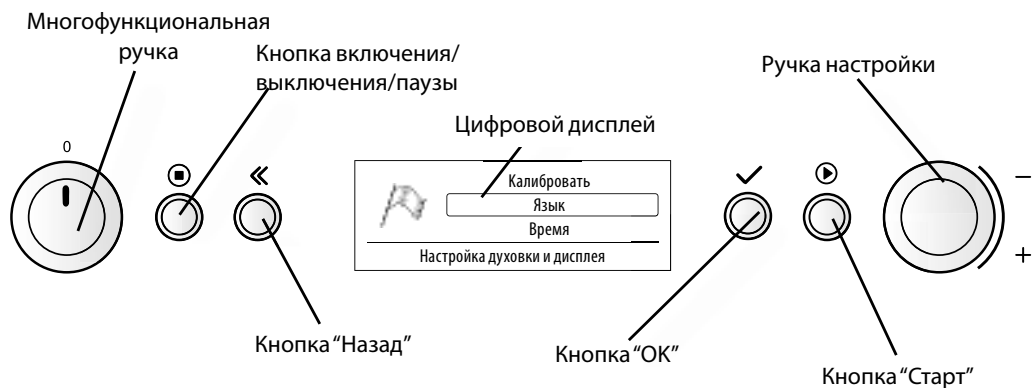 Многофункциональная
ручка
Кнопка включения/
выключения/паузы
Ручка настройки
Цифровой дисплей
0
Калибровать
Язык
Время
Настройка духовки и дисплея
–
+
Кнопка “Назад”
Кнопка “OK”
Кнопка “Старт”